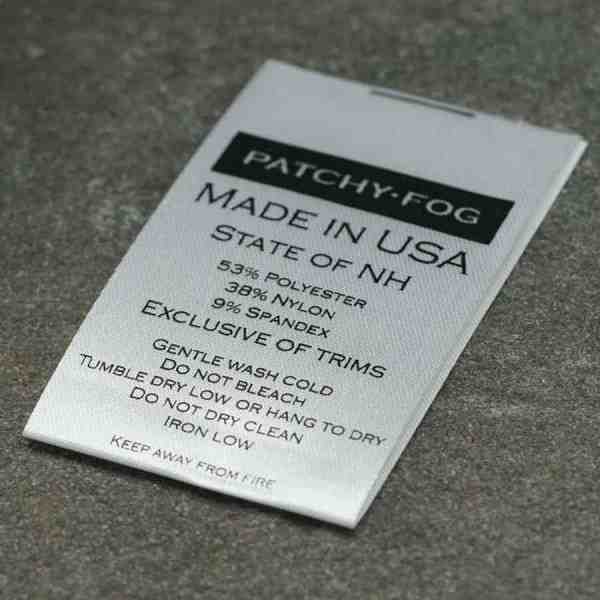 PATCHY·FOG
MADE IN USA
STATE OF NH
53% POLYESTER
38% NYLON
9% SPANDEX
EXCLUSIVE OF TRIMS
GENTLE WASH COLD
DO NOT BLEACH
TUMBLE DRY LOW OR HANG TO DRY
DO NOT DRY CLEAN
IRON LOW
KEEP AWAY FROM FIRE